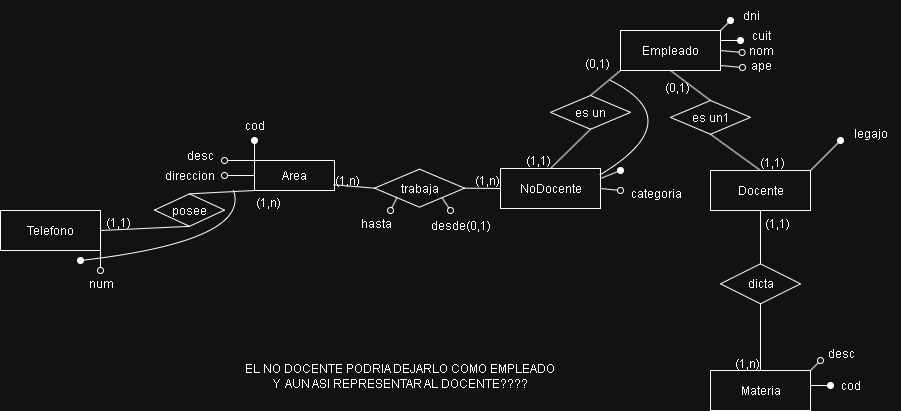 dni
cuit
nom
ape
Empleado
(0,1)
(0,1)
es un
es un1
cod
legajo
desc
direccion
Area
(1,1)
(1,1)
(1,n)
trabaja
(1,n)
NoDocente
categoria
Docente
(1,n)
posee
hasta
desde(0,1)
(1,1)
(1,1)
Telefono
num
dicta
(1,n)
desc
Materia
cod
EL NO DOCENTE PODRIA DEJARLO COMO EMPLEADO
Y AUN ASI REPRESENTAR AL DOCENTE????